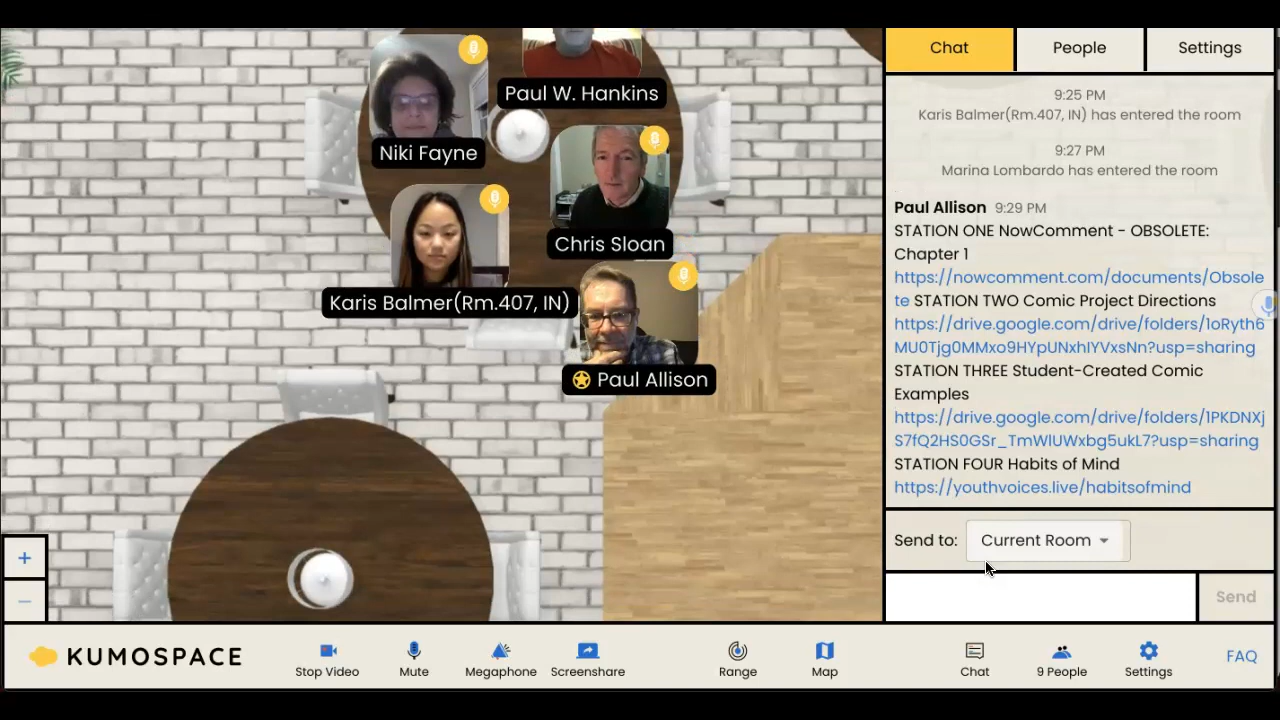 Chat
People
Settings
9:25 PM
Karis Balmer(Rm.407, IN) has entered the room
9:27 PM
Marina Lombardo has entered the room
Paul Allison 9:29 PM
STATION ONE NowComment - OBSOLETE:
Chapter 1
https://nowcomment.com/documents/Obsole
te STATION TWO Comic Project Directions
https://drive.google.com/drive/folders/1oRyth6
MU0Tjg0MMxo9HYpUNxhIYVxsNn?usp=sharing
STATION THREE Student-Created Comic
Examples
https://drive.google.com/drive/folders/1PKDNXj
S7fQ2HS0GSr_TmWlUWxbg5ukL7?usp=sharing
STATION FOUR Habits of Mind
https://youthvoices.live/habitsofmind
Send to: Current Room
Send
Paul W. Hankins
Niki Fayne
Chris Sloan
Karis Balmer(Rm.407, IN)
Paul Allison
+
−
KUMOSPACE
Stop Video
Mute
Megaphone
Screenshare
Range
Map
Chat
9 People
Settings
FAQ